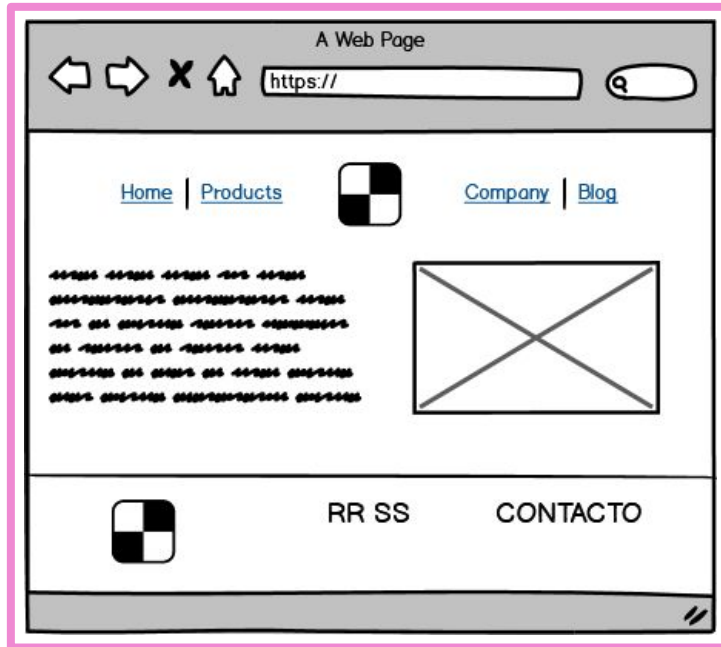 A Web Page
https://
Home | Products
Company | Blog
RR SS
CONTACTO